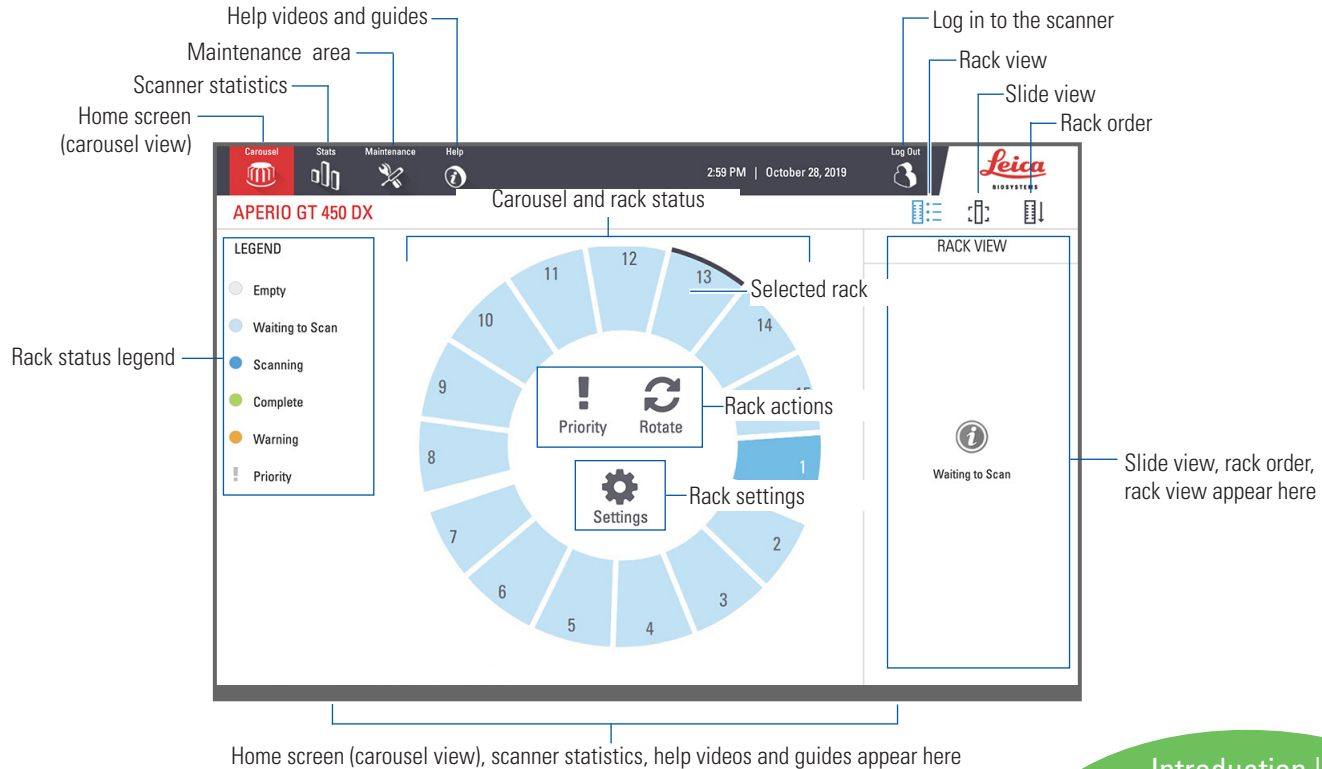 Help videos and guides
Log in to the scanner
Maintenance area
Rack view
Scanner statistics
Slide view
Home screen
(carousel view)
Rack order
Carousel
Stats
Maintenance
Help
2:59 PM | October 28, 2019
Log Out
Leica
BIOSYSTEMS
APERIO GT 450 DX
Carousel and rack status
LEGEND
Empty
Waiting to Scan
Scanning
Complete
Warning
Priority
Rack status legend
11
12
13
Selected rack
10
14
9
15
8
1
7
2
6
3
5
4
Priority
Rotate
Rack actions
Settings
Rack settings
RACK VIEW
Waiting to Scan
Slide view, rack order,
rack view appear here
Home screen (carousel view), scanner statistics, help videos and guides appear here
Introduction |